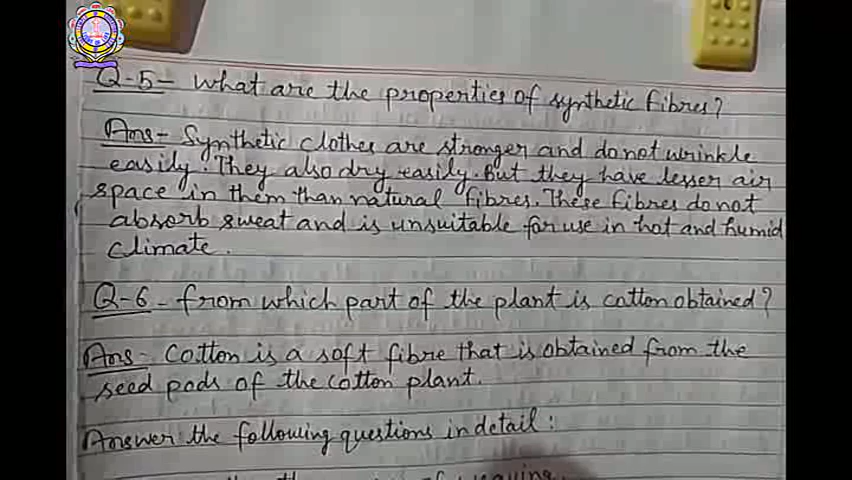 Q-5- What are the properties of synthetic fibres?
Ans- Synthetic clothes are stronger and do not wrinkle
easily. They also dry easily. But they have lesser air
space in them than natural fibres. These fibres do not
absorb sweat and is unsuitable for use in hot and humid
climate.
Q-6- From which part of the plant is cotton obtained?
Ans- Cotton is a soft fibre that is obtained from the
seed pods of the cotton plant.
Answer the following questions in detail:
of weaving